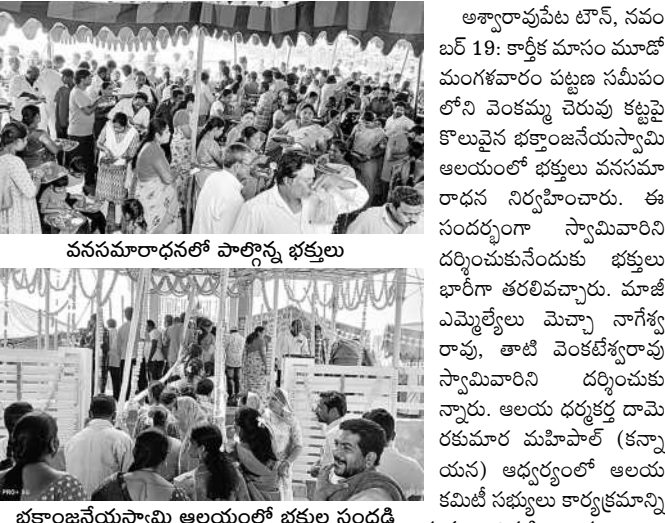 వనసమారాధనలో పాల్గొన్న భక్తులు
భక్తాంజనేయస్వామి ఆలయంలో భక్తుల సందడి
అశ్వారావుపేట టౌన్, నవం
బర్ 19: కార్తీక మాసం మూడో
మంగళవారం పట్టణ సమీపం
లోని వెంకమ్మ చెరువు కట్టపై
కొలువైన భక్తాంజనేయస్వామి
ఆలయంలో భక్తులు వనసమా
రాధన నిర్వహించారు. ఈ
సందర్భంగా స్వామివారిని
దర్శించుకునేందుకు భక్తులు
భారీగా తరలివచ్చారు. మాజీ
ఎమ్మెల్యేలు మెచ్చా నాగేశ్వ
రావు, తాటి వెంకటేశ్వరావు
స్వామివారిని దర్శించుకు
న్నారు. ఆలయ ధర్మకర్త దామె
రకుమార మహిపాల్ (కన్నా
యన) ఆధ్వర్యంలో ఆలయ
కమిటీ సభ్యులు కార్యక్రమాన్ని